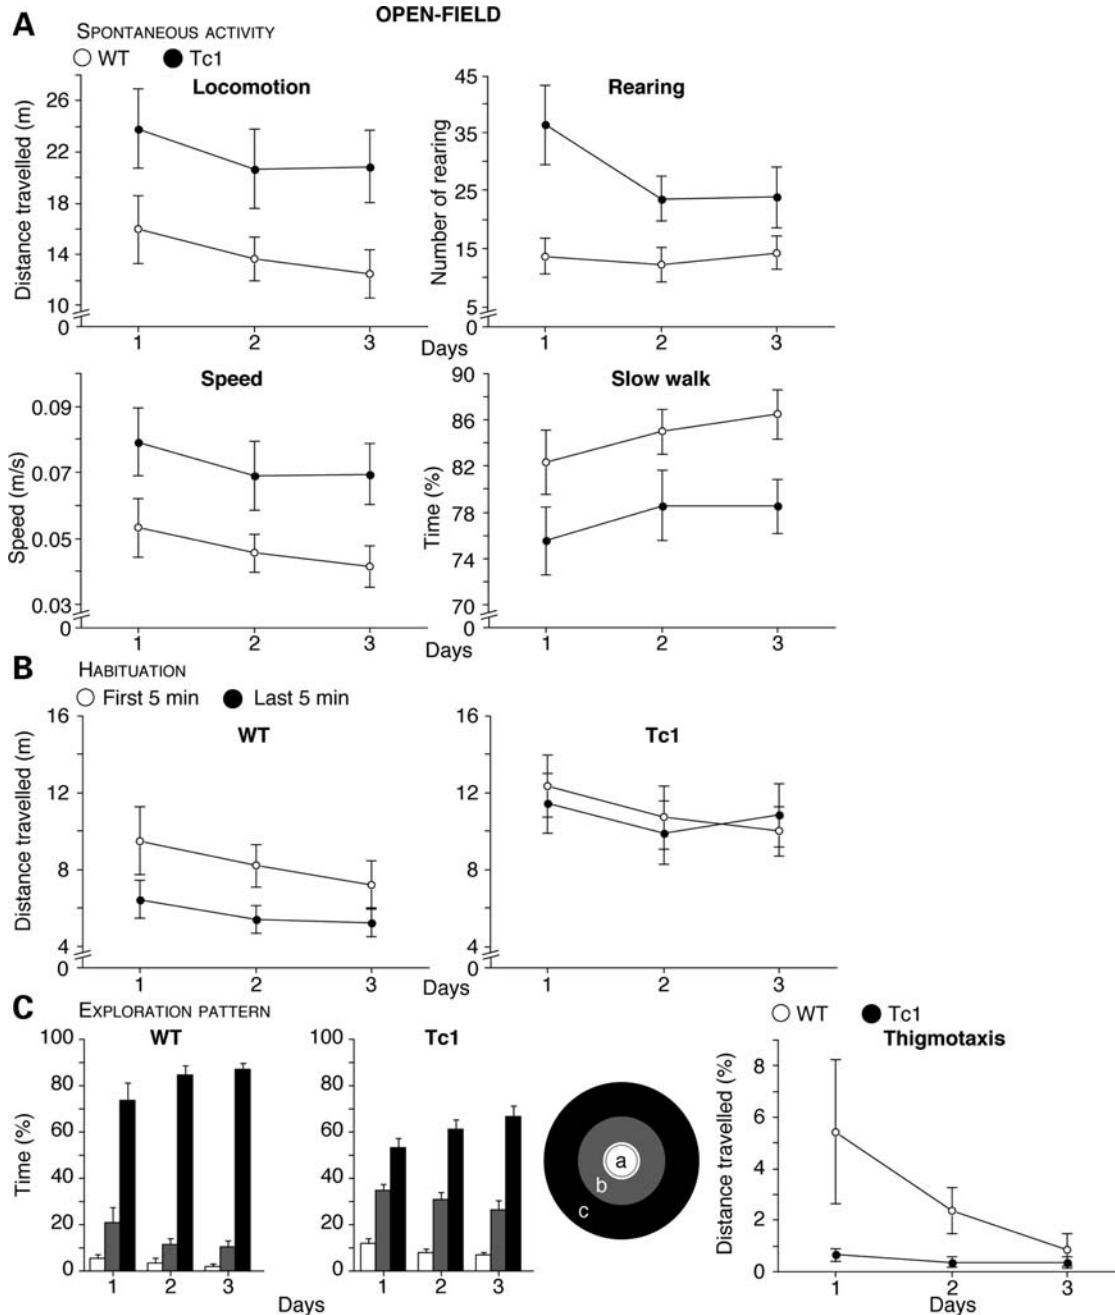 OPEN-FIELD
A
SPONTANEOUS ACTIVITY
WT Tc1
Locomotion
Distance travelled (m)
26
22
18
14
10
0
1 2 3
Days
Rearing
Number of rearing
45
35
25
15
5
0
1 2 3
Speed
Speed (m/s)
0.09
0.07
0.05
0.03
0
1 2 3
Days
Slow walk
Time (%)
90
86
82
78
74
70
0
1 2 3
B
HABITUATION
First 5 min Last 5 min
WT
Distance travelled (m)
16
12
8
4
0
1 2 3
Days
Tc1
16
12
8
4
0
1 2 3
C
EXPLORATION PATTERN
WT
Time (%)
100
80
60
40
20
0
1 2 3
Days
Tc1
100
80
60
40
20
0
1 2 3
a
b
c
WT Tc1
Thigmotaxis
Distance travelled (%)
8
6
4
2
0
1 2 3
Days